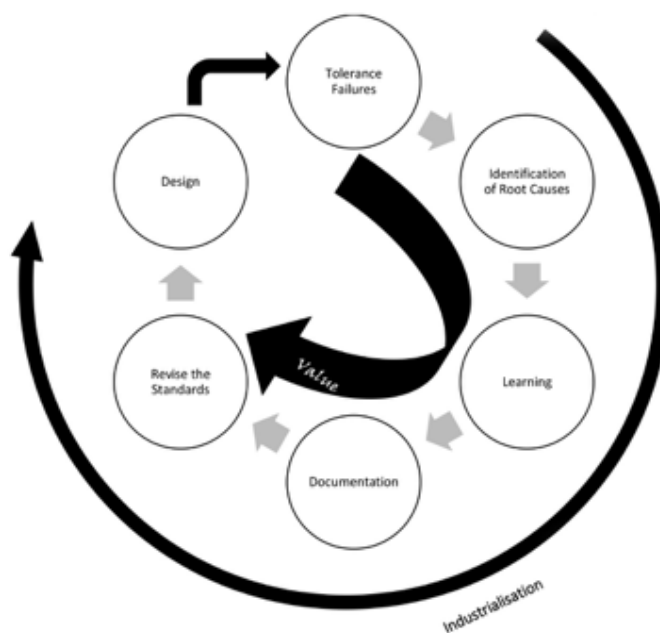 Tolerance
Failures
Identification
of Root Causes
Learning
Documentation
Revise the
Standards
Design
Value
Industrialisation